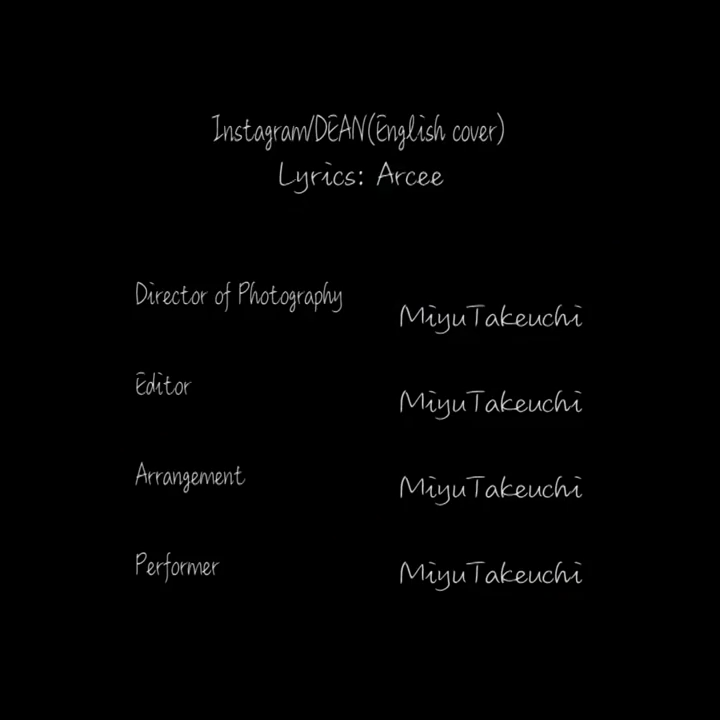 Instagram/DEAN(English cover)
Lyrics: Arcee
Director of Photography
MiyuTakeuchi
Editor
MiyuTakeuchi
Arrangement
MiyuTakeuchi
Performer
MiyuTakeuchi